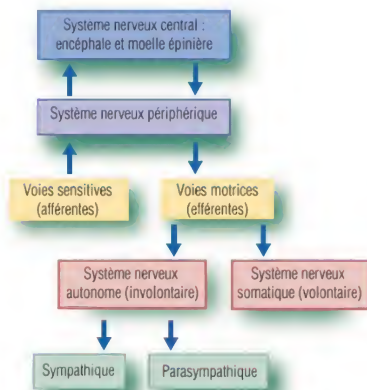 Systeme nerveux central :
encéphale et moelle épinière
Système nerveux périphérique
Voies sensitives
(afférentes)
Voies motrices
(efférentes)
Système nerveux
autonome (involontaire)
Système nerveux
somatique (volontaire)
Sympathique
Parasympathique